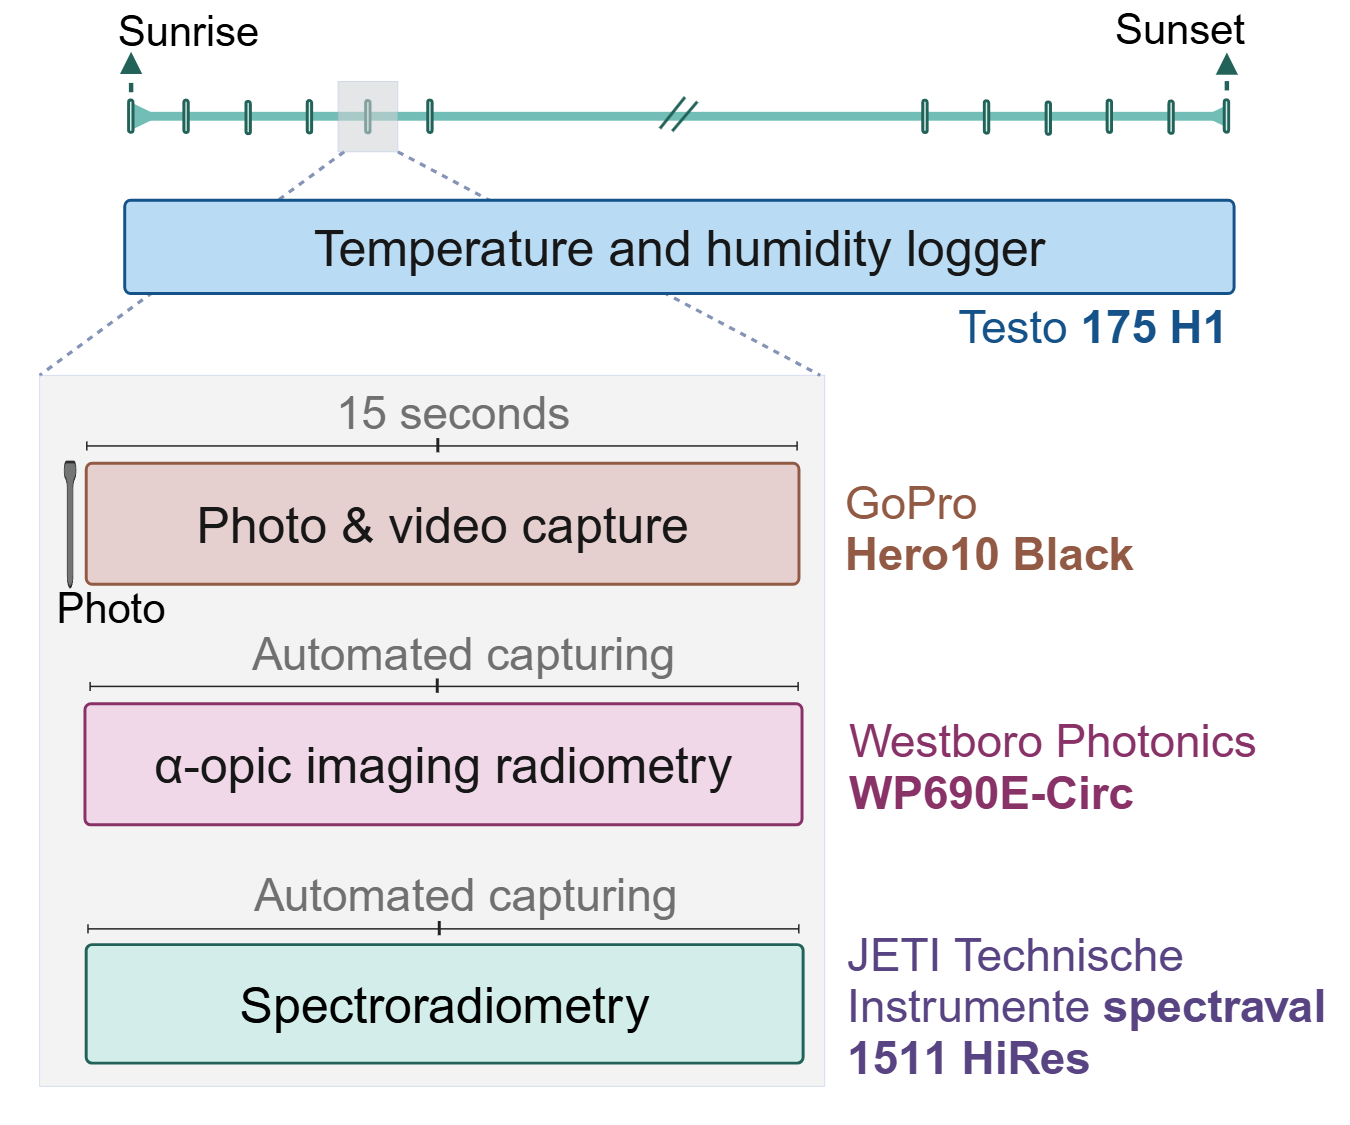 Sunrise
Sunset
Temperature and humidity logger
Testo 175 H1
15 seconds
Photo & video capture
GoPro
Hero10 Black
Photo
Automated capturing
α-opic imaging radiometry
Westboro Photonics
WP690E-Circ
Automated capturing
Spectroradiometry
JETI Technische
Instrumente spectraval
1511 HiRes